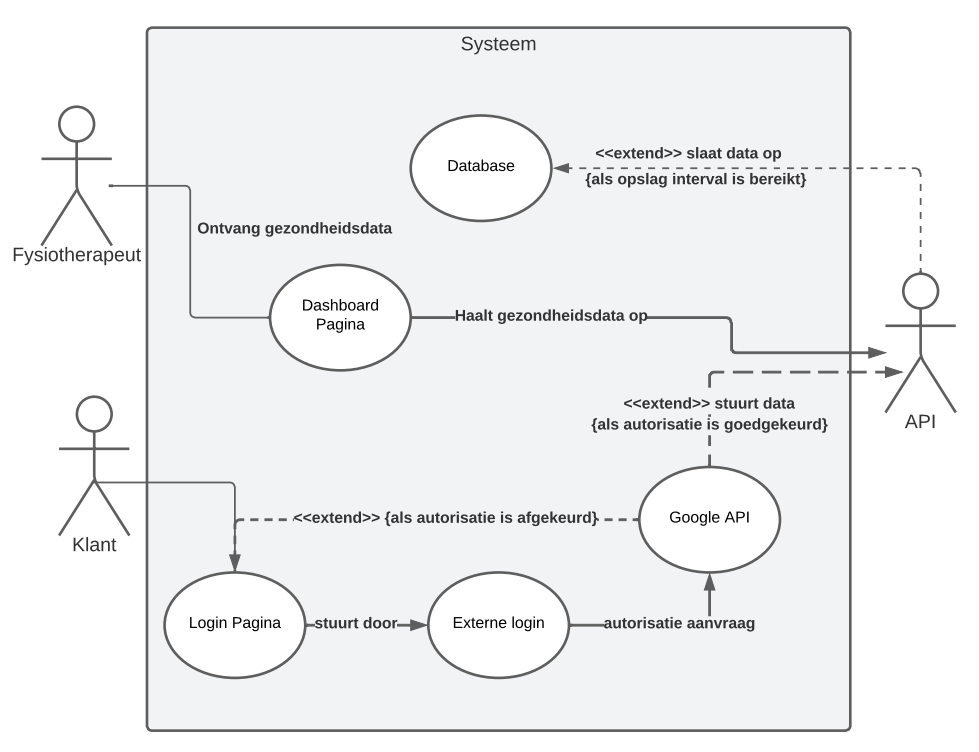 Systeem
Database
<<extend>> slaat data op
{als opslag interval is bereikt}
Fysiotherapeut
Ontvang gezondheidsdata
Dashboard
Pagina
Haalt gezondheidsdata op
API
<<extend>> stuurt data
{als autorisatie is goedgekeurd}
Klant
<<extend>> {als autorisatie is afgekeurd}
Google API
Login Pagina
stuurt door
Externe login
autorisatie aanvraag